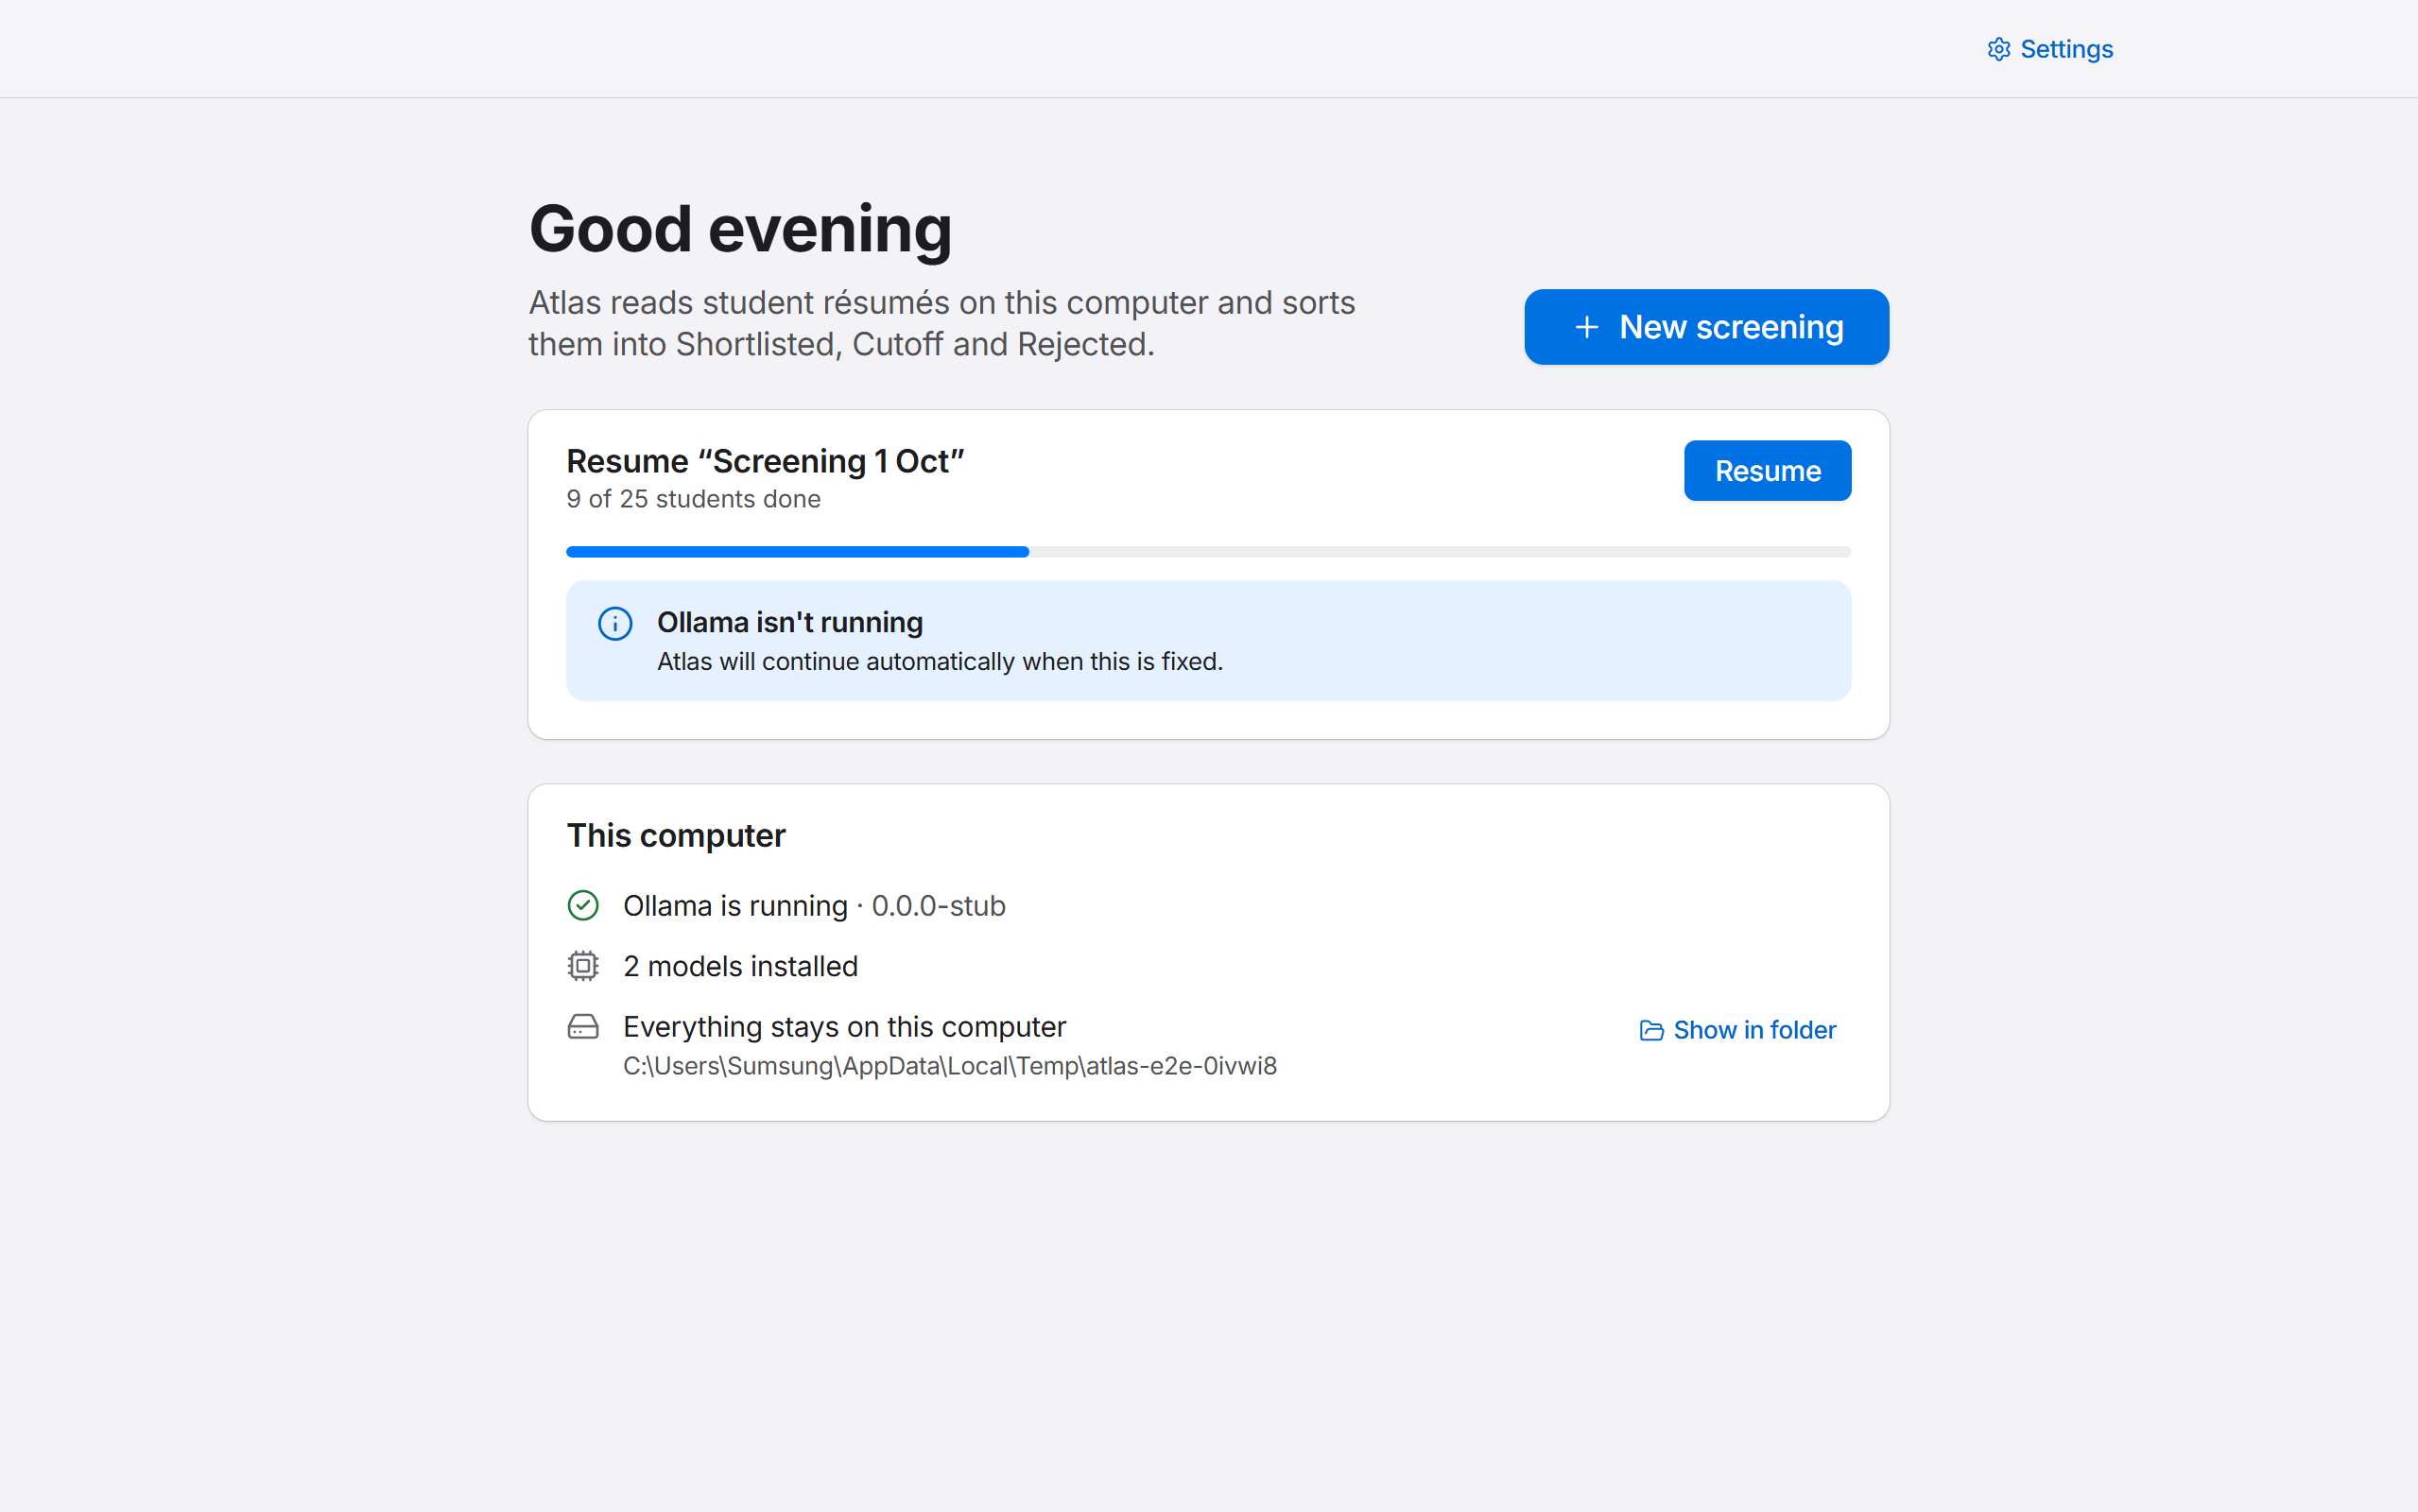 Settings
Good evening
Atlas reads student résumés on this computer and sorts
them into Shortlisted, Cutoff and Rejected.
New screening
Resume “Screening 1 Oct”
9 of 25 students done
Resume
Ollama isn't running
Atlas will continue automatically when this is fixed.
This computer
Ollama is running · 0.0.0-stub
2 models installed
Everything stays on this computer
C:\Users\Sumsung\AppData\Local\Temp\atlas-e2e-0ivwi8
Show in folder